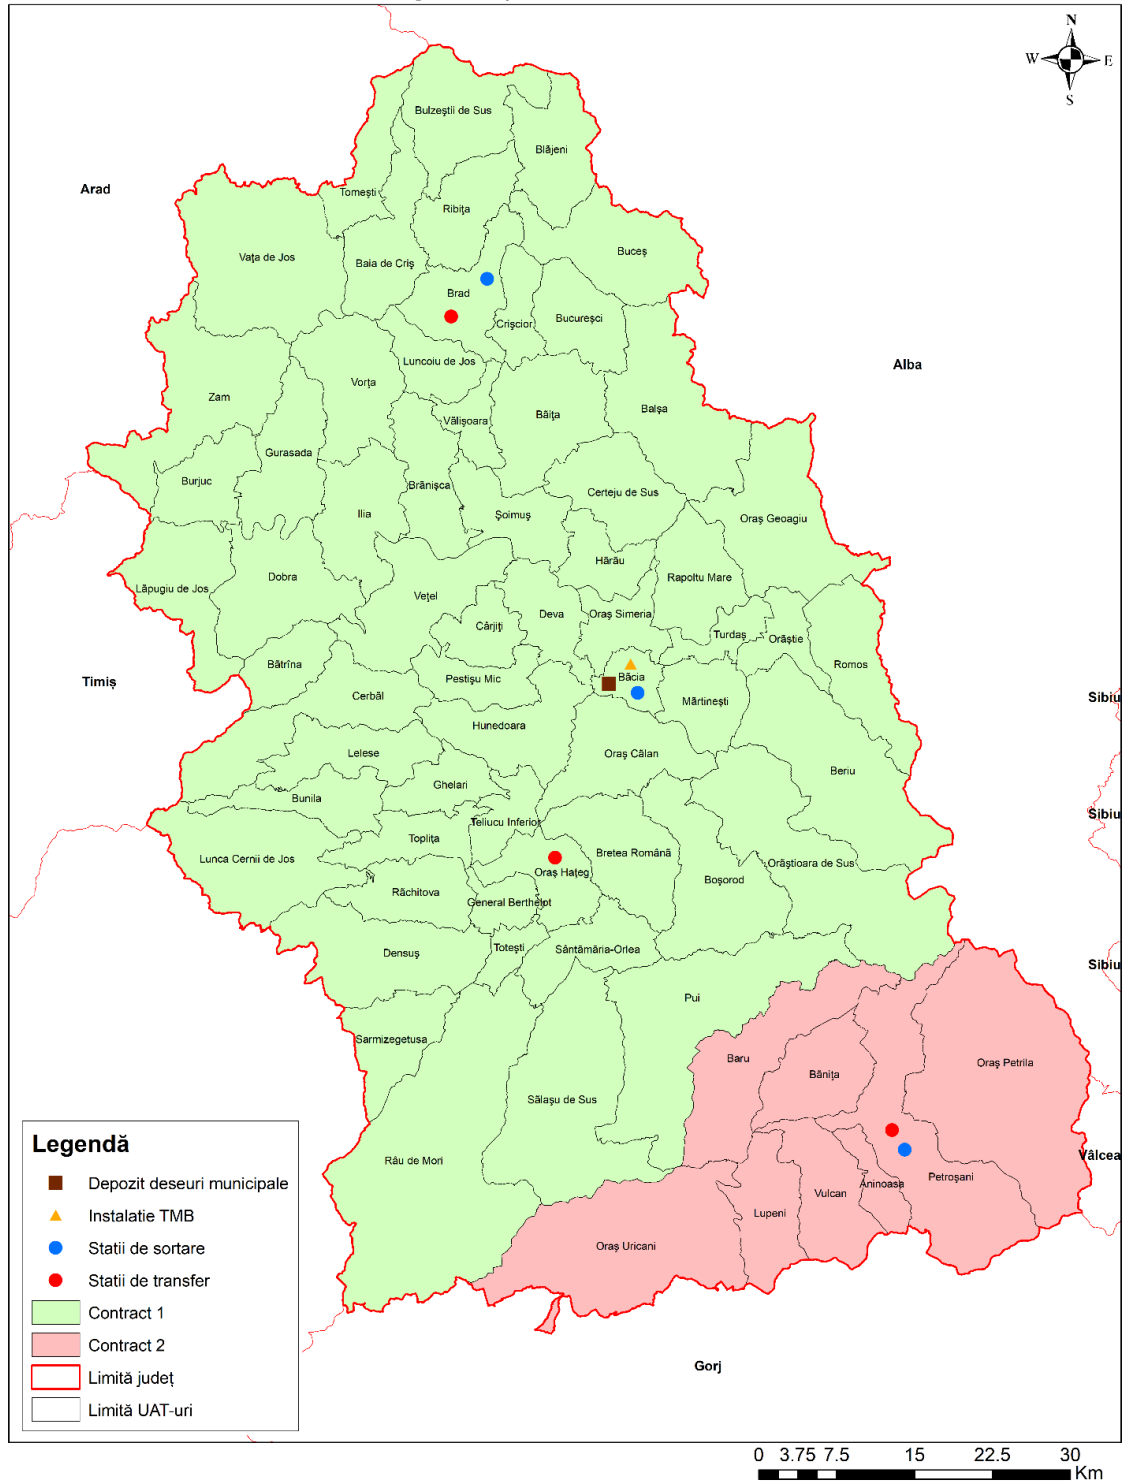 N
W
E
S
Bulzeştii de Sus
Blăjeni
Arad
Tomeşti
Ribiţa
Buceş
Vaţa de Jos
Baia de Criş
Brad
Bucureşci
Crişcior
Luncoiu de Jos
Alba
Vorţa
Zam
Vălişoara
Băiţa
Balşa
Gurasada
Burjuc
Brănişca
Certeju de Sus
Ilia
Şoimuş
Oraş Geoagiu
Hărău
Dobra
Rapoltu Mare
Lăpugiu de Jos
Veţel
Deva
Oraş Simeria
Cârjiţi
Turdaş
Orăştie
Bătrîna
Romos
Timiș
Pestişu Mic
Băcia
Cerbăl
Mărtineşti
Sibiu
Hunedoara
Lelese
Oraş Călan
Beriu
Ghelari
Bunila
Sibiu
Teliucu Inferior
Topliţa
Lunca Cernii de Jos
Bretea Română
Orăştioara de Sus
Oraş Haţeg
Boşorod
Răchitova
General Berthelot
Densuş
Toteşti
Sântămăria-Orlea
Sibiu
Pui
Sarmizegetusa
Baru
Băniţa
Oraş Petrila
Sălaşu de Sus
Râu de Mori
Vâlcea
Petroşani
Aninoasa
Vulcan
Lupeni
Oraş Uricani
Gorj
Legendă
Depozit deseuri municipale
Instalatie TMB
Statii de sortare
Statii de transfer
Contract 1
Contract 2
Limită județ
Limită UAT-uri
0 3.75 7.5 15 22.5 30
Km